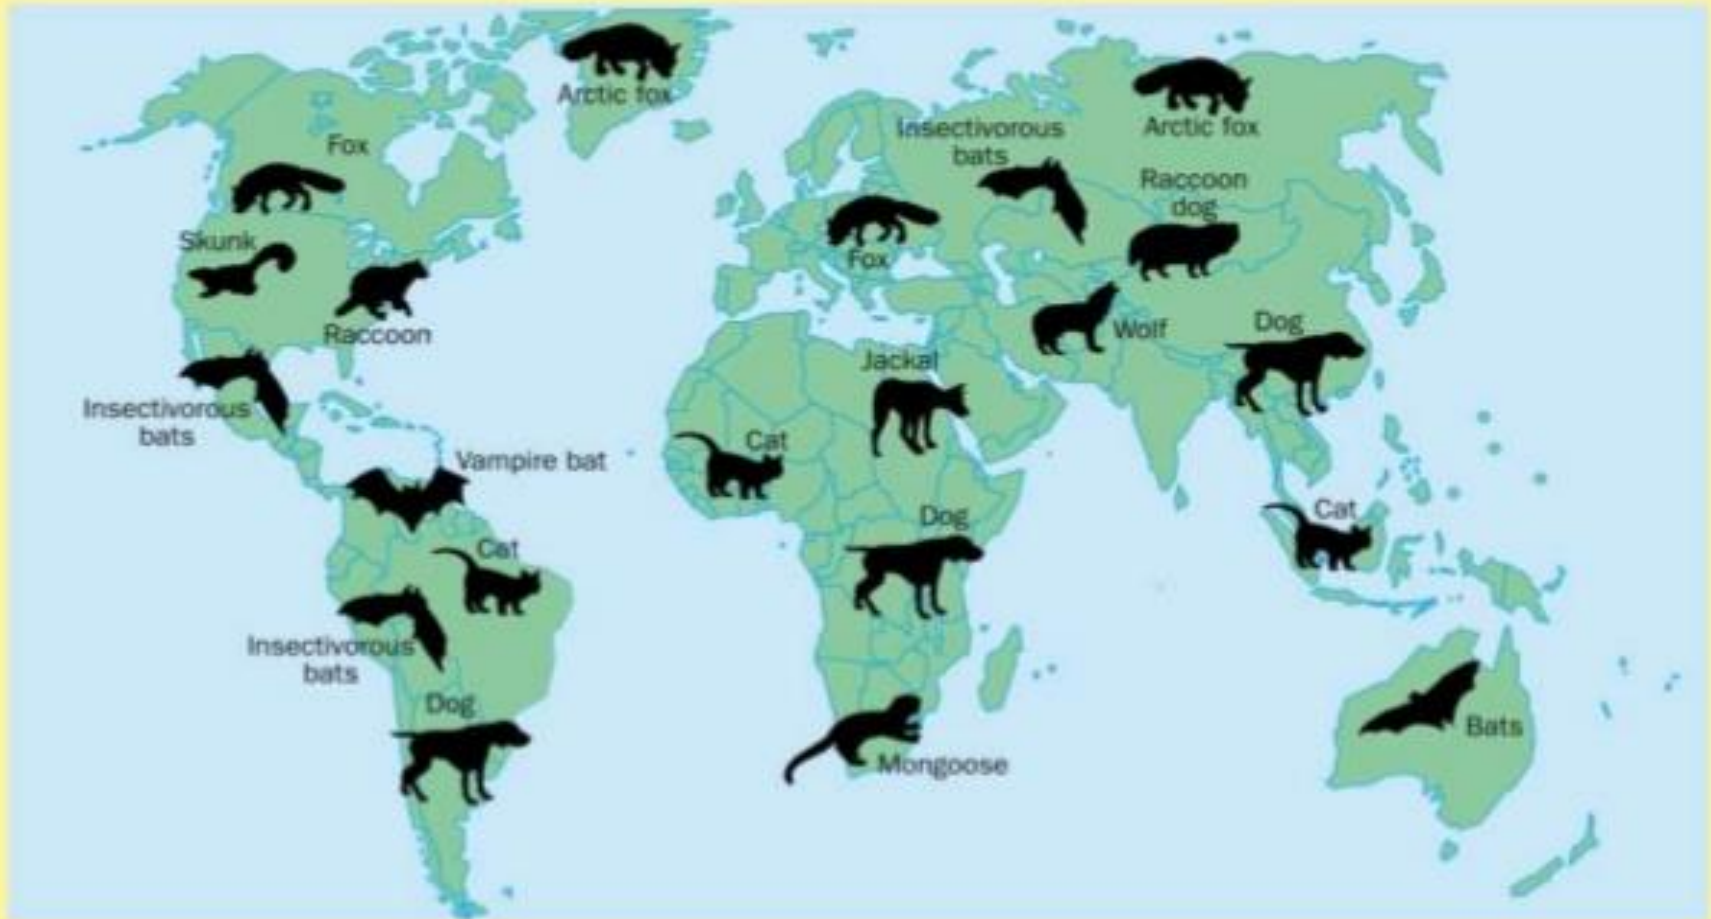 Arctic fox
Fox
Skunk
Raccoon
Insectivorous
bats
Vampire bat
Cat
Insectivorous
bats
Dog
Insectivorous
bats
Arctic fox
Raccoon
dog
Fox
Wolf
Dog
Jackal
Cat
Dog
Mongoose
Cat
Bats